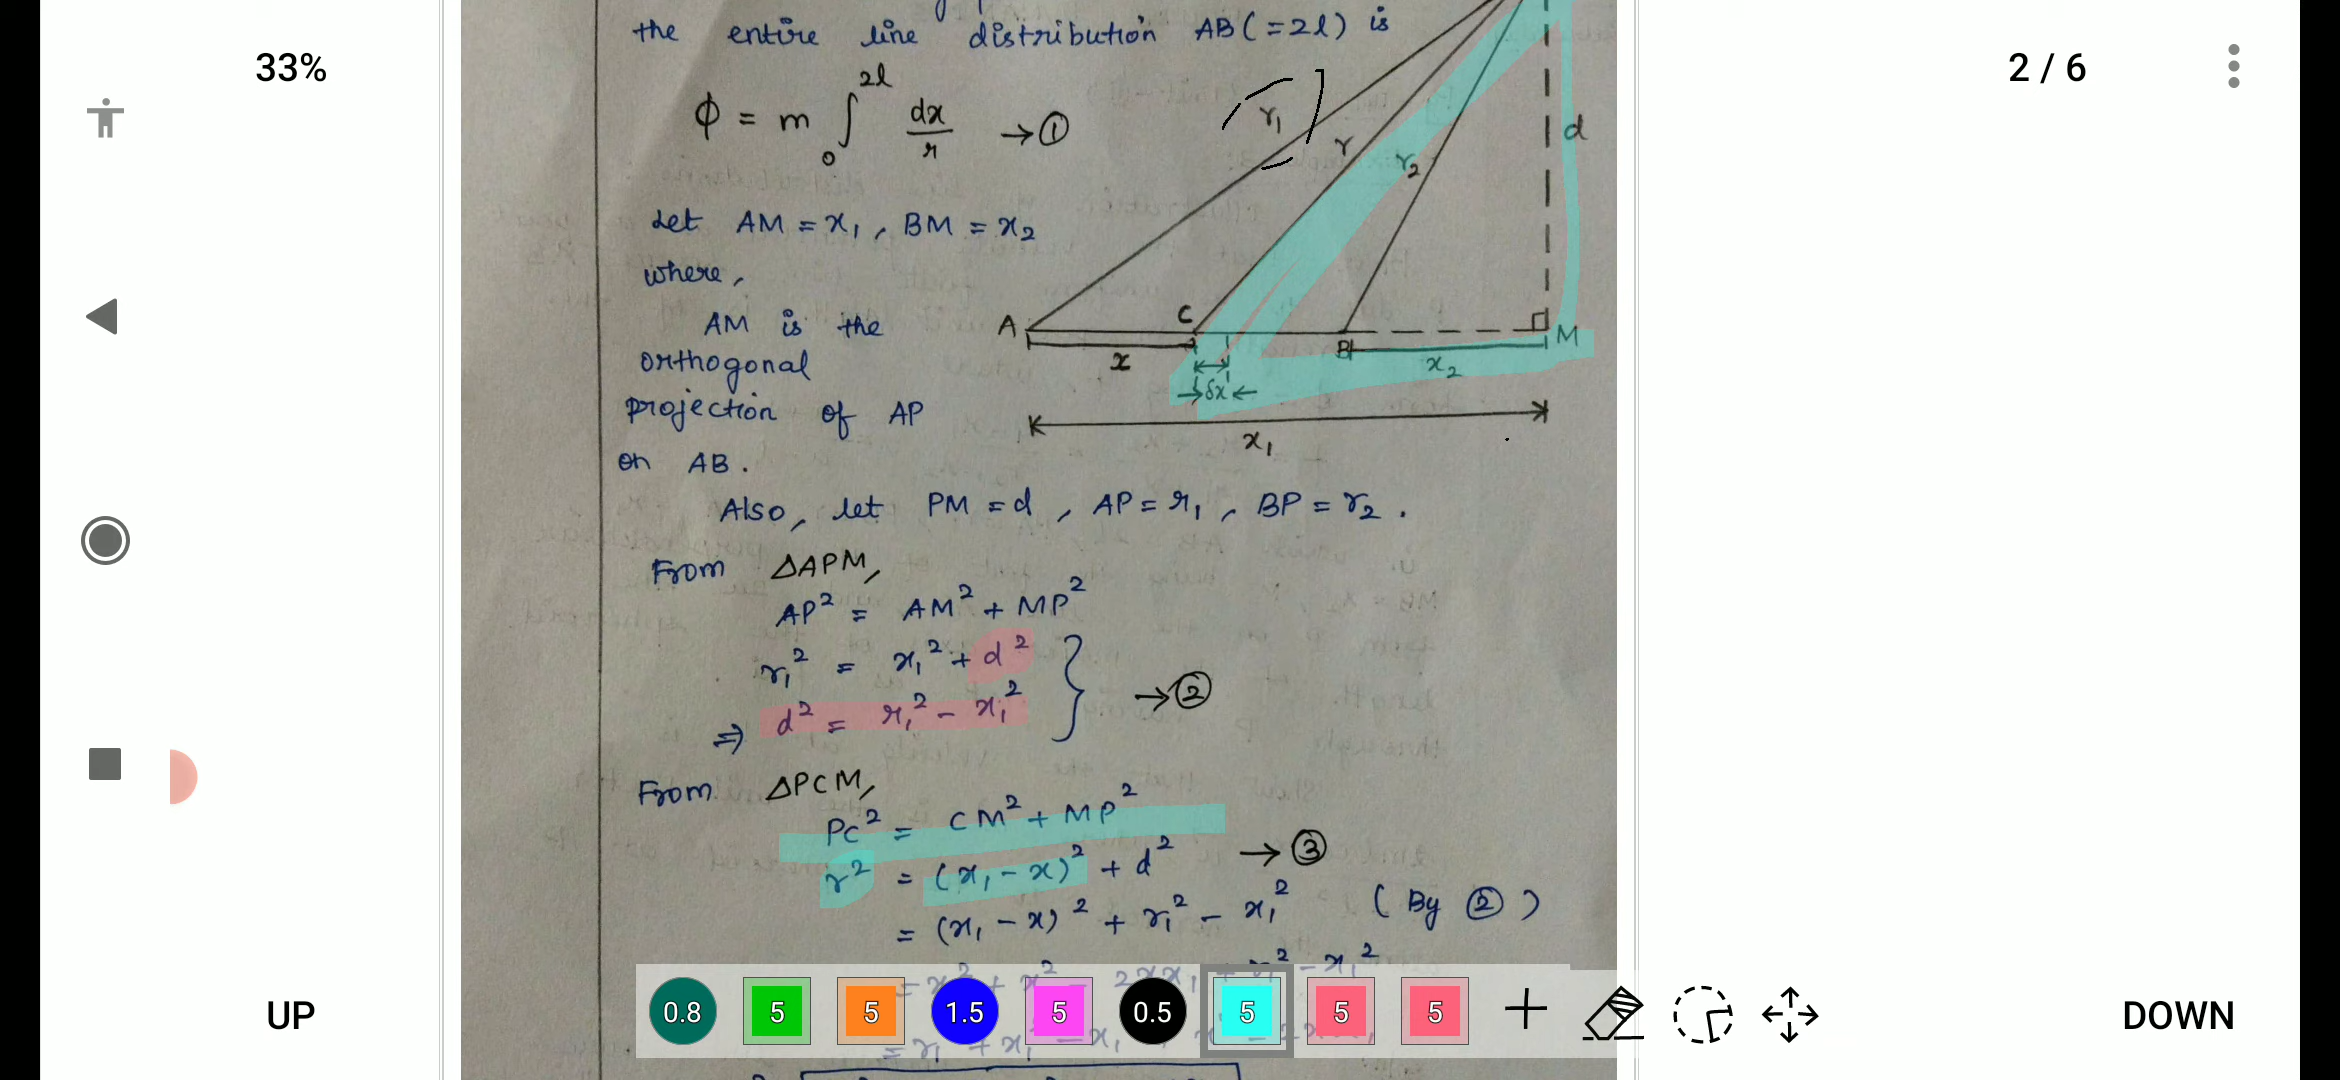 33%
2 / 6
the entire line distribution AB(=2l) is
ϕ = m ∫₀²ˡ dx/r → ①
Let AM = x₁, BM = x₂
where,
AM is the
orthogonal
projection of AP
on AB.
r₁
r
r₂
d
A
C
B
M
x
δx
x₂
x₁
Also, let PM = d, AP = r₁, BP = r₂.
From ΔAPM,
AP² = AM² + MP²
r₁² = x₁² + d²
⇒ d² = r₁² - x₁²
→ ②
From ΔPCM,
PC² = CM² + MP²
r² = (x₁ - x)² + d² → ③
= (x₁ - x)² + r₁² - x₁² (By ②)
UP
0.8
5
5
1.5
5
0.5
5
5
5
DOWN